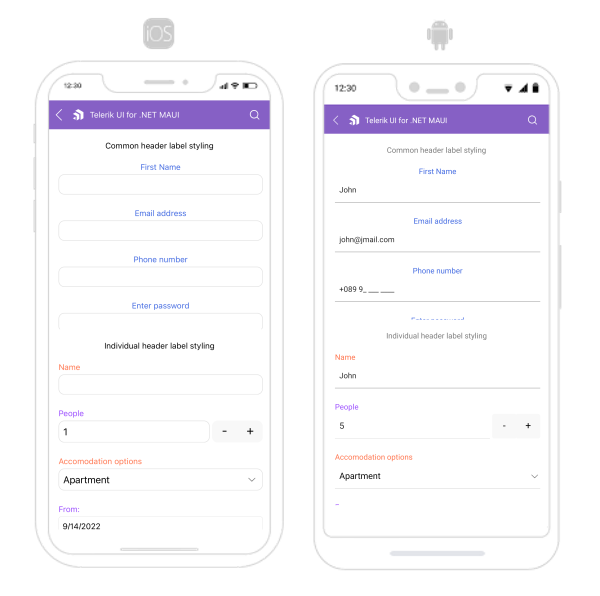 iOS
12:30
Telerik UI for .NET MAUI
Common header label styling
First Name
Email address
Phone number
Enter password
Individual header label styling
Name
People
1
- +
Accomodation options
Apartment
From:
9/14/2022
12:30
Telerik UI for .NET MAUI
Common header label styling
First Name
John
Email address
john@jmail.com
Phone number
+089 9_ ___ ____
Enter password
Individual header label styling
Name
John
People
5
- +
Accomodation options
Apartment